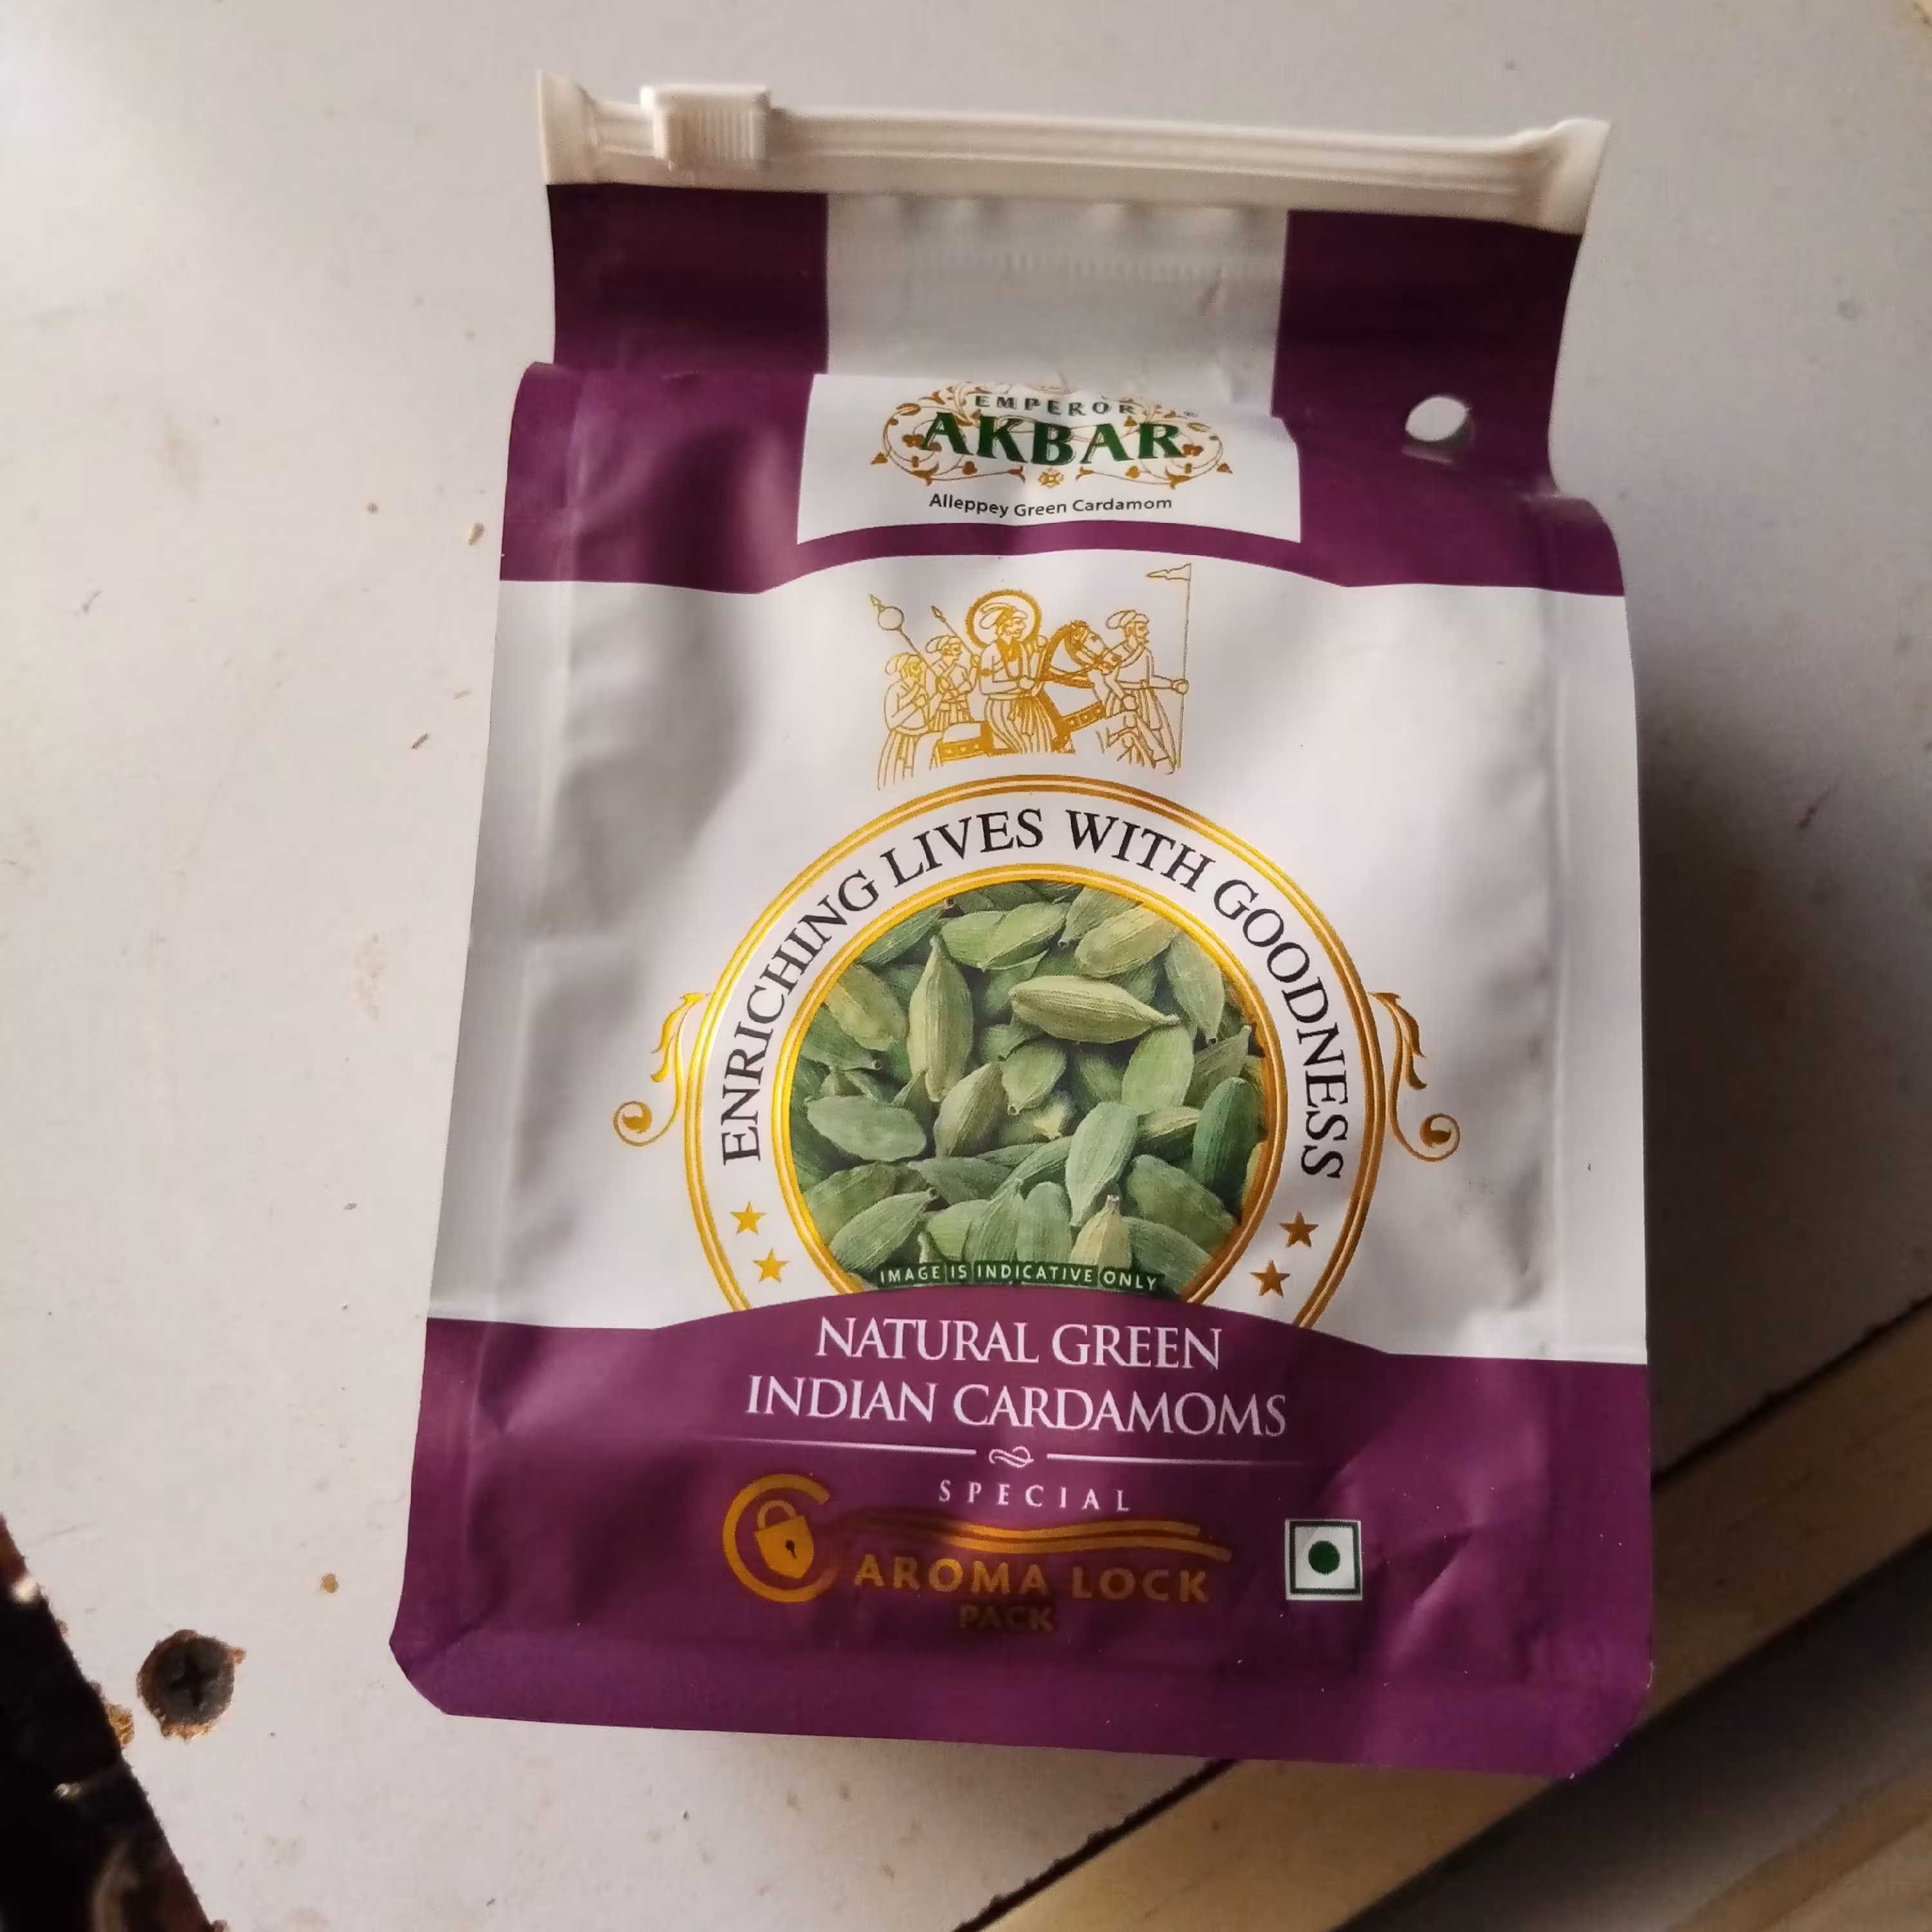 EMPEROR
AKBAR
Alleppey Green Cardamom
ENRICHING LIVES WITH GOODNESS
IMAGE IS INDICATIVE ONLY
NATURAL GREEN
INDIAN CARDAMOMS
SPECIAL
AROMA LOCK
PACK